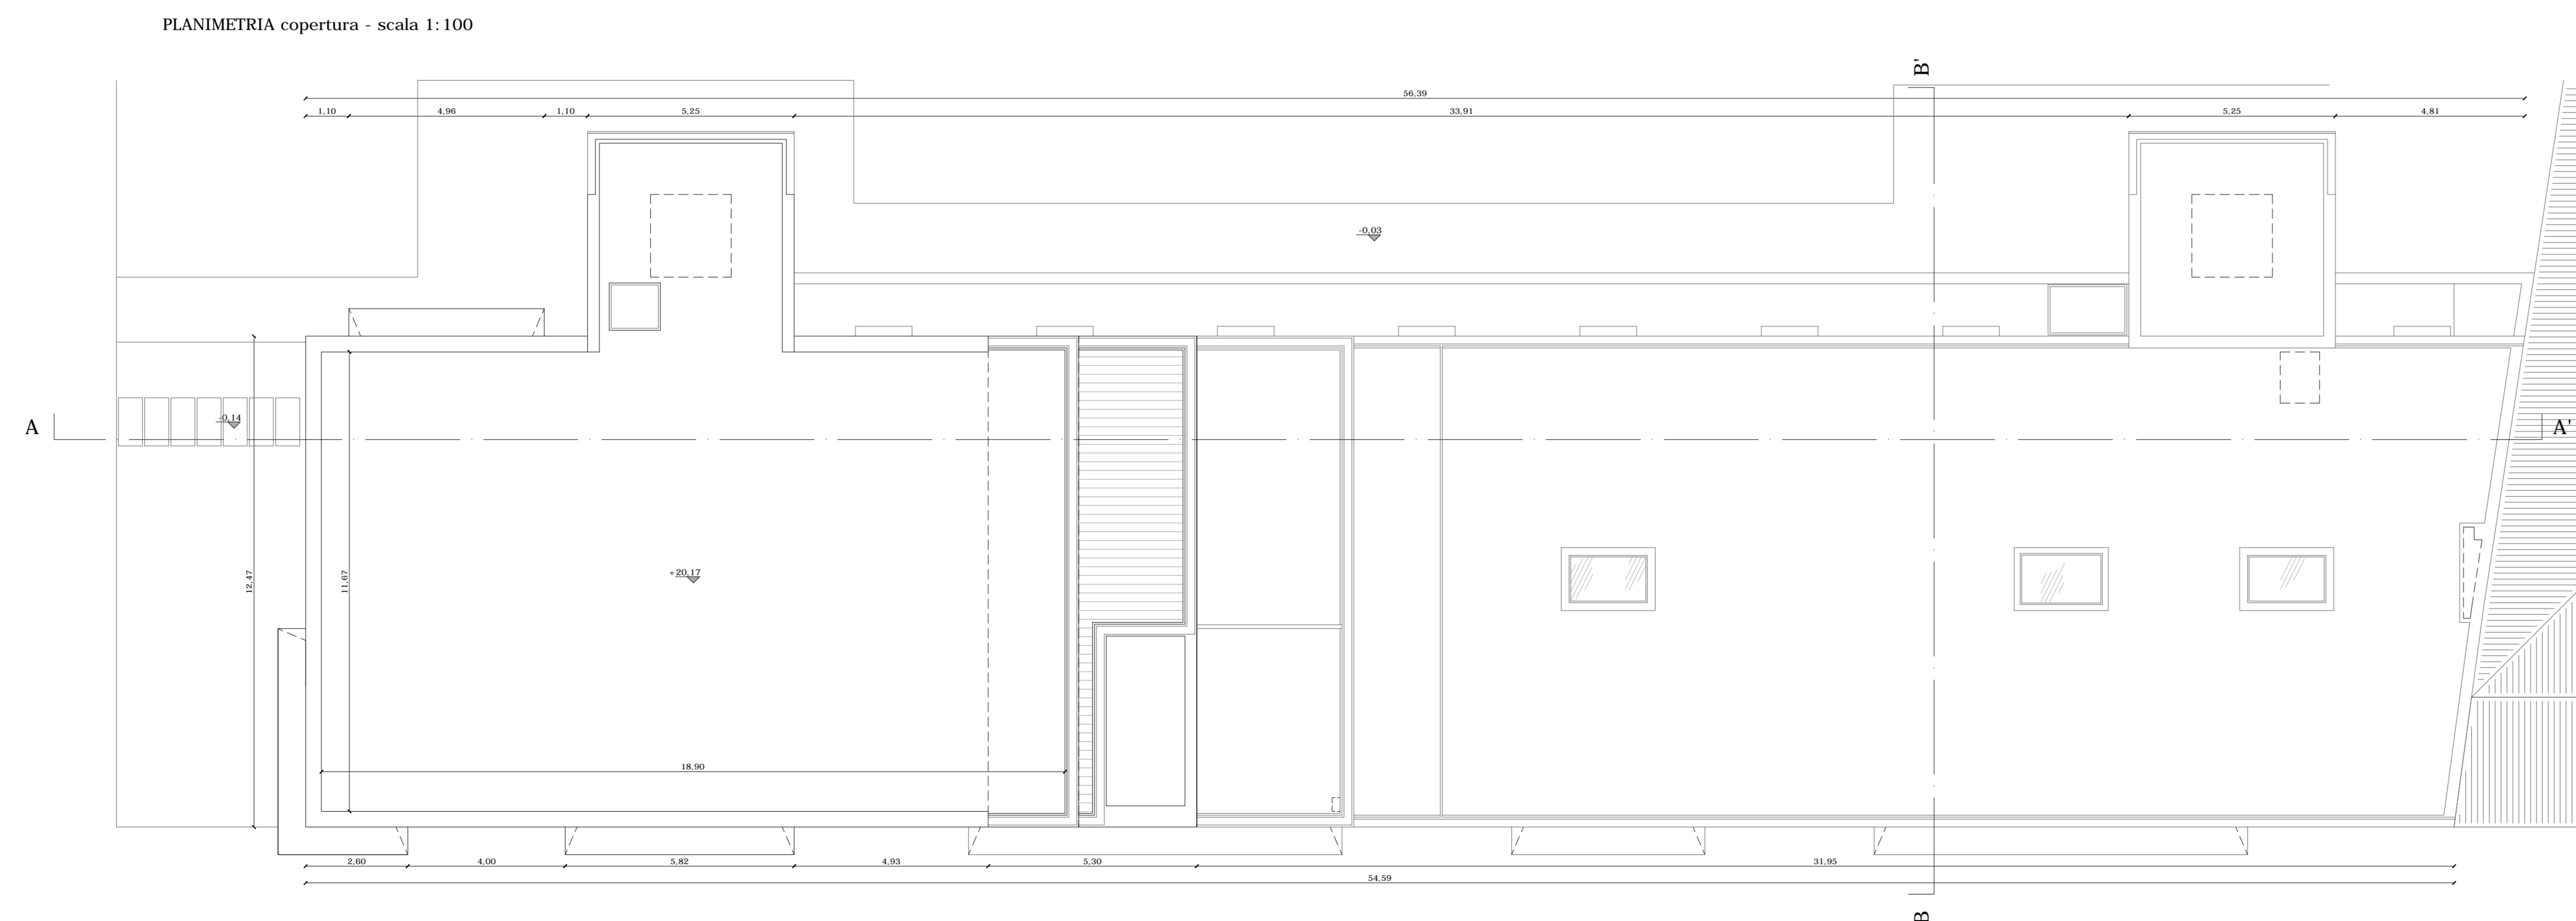 PLANIMETRIA copertura - scala 1:100
B'
56,39
1,10 4,96 1,10 5,25 33,91 5,25 4,81
-0,03
-0,14
A A'
12,47
11,67
+20,17
18,90
2,60 4,00 5,82 4,93 5,30 31,95
54,59
B